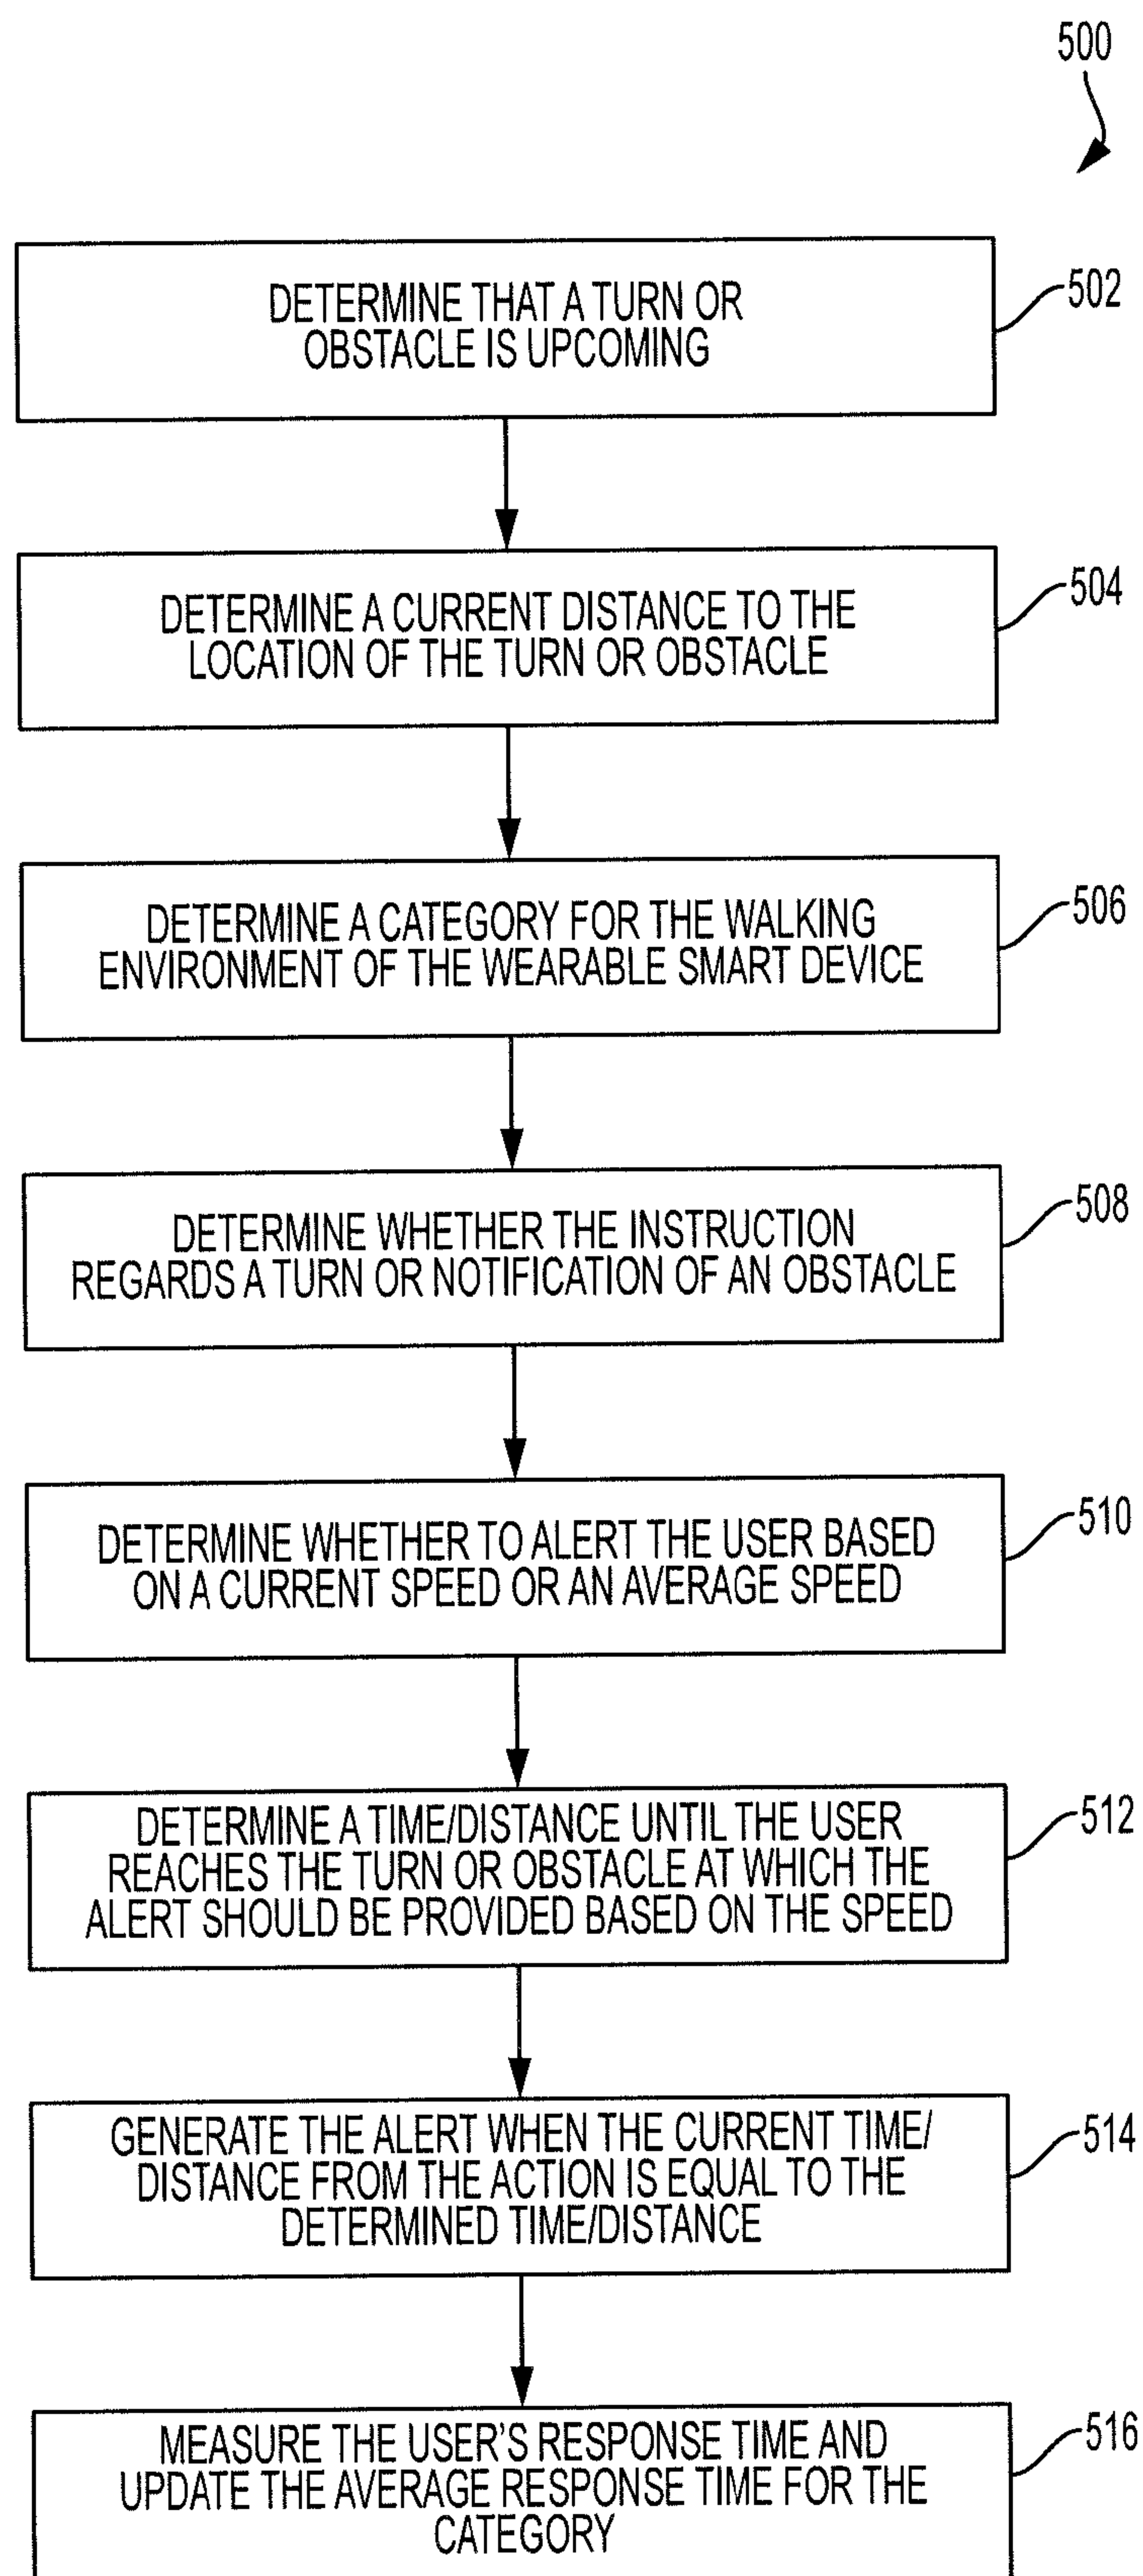 500
DETERMINE THAT A TURN OR
OBSTACLE IS UPCOMING
502
DETERMINE A CURRENT DISTANCE TO THE
LOCATION OF THE TURN OR OBSTACLE
504
DETERMINE A CATEGORY FOR THE WALKING
ENVIRONMENT OF THE WEARABLE SMART DEVICE
506
DETERMINE WHETHER THE INSTRUCTION
REGARDS A TURN OR NOTIFICATION OF AN OBSTACLE
508
DETERMINE WHETHER TO ALERT THE USER BASED
ON A CURRENT SPEED OR AN AVERAGE SPEED
510
DETERMINE A TIME/DISTANCE UNTIL THE USER
REACHES THE TURN OR OBSTACLE AT WHICH THE
ALERT SHOULD BE PROVIDED BASED ON THE SPEED
512
GENERATE THE ALERT WHEN THE CURRENT TIME/
DISTANCE FROM THE ACTION IS EQUAL TO THE
DETERMINED TIME/DISTANCE
514
MEASURE THE USER'S RESPONSE TIME AND
UPDATE THE AVERAGE RESPONSE TIME FOR THE
CATEGORY
516